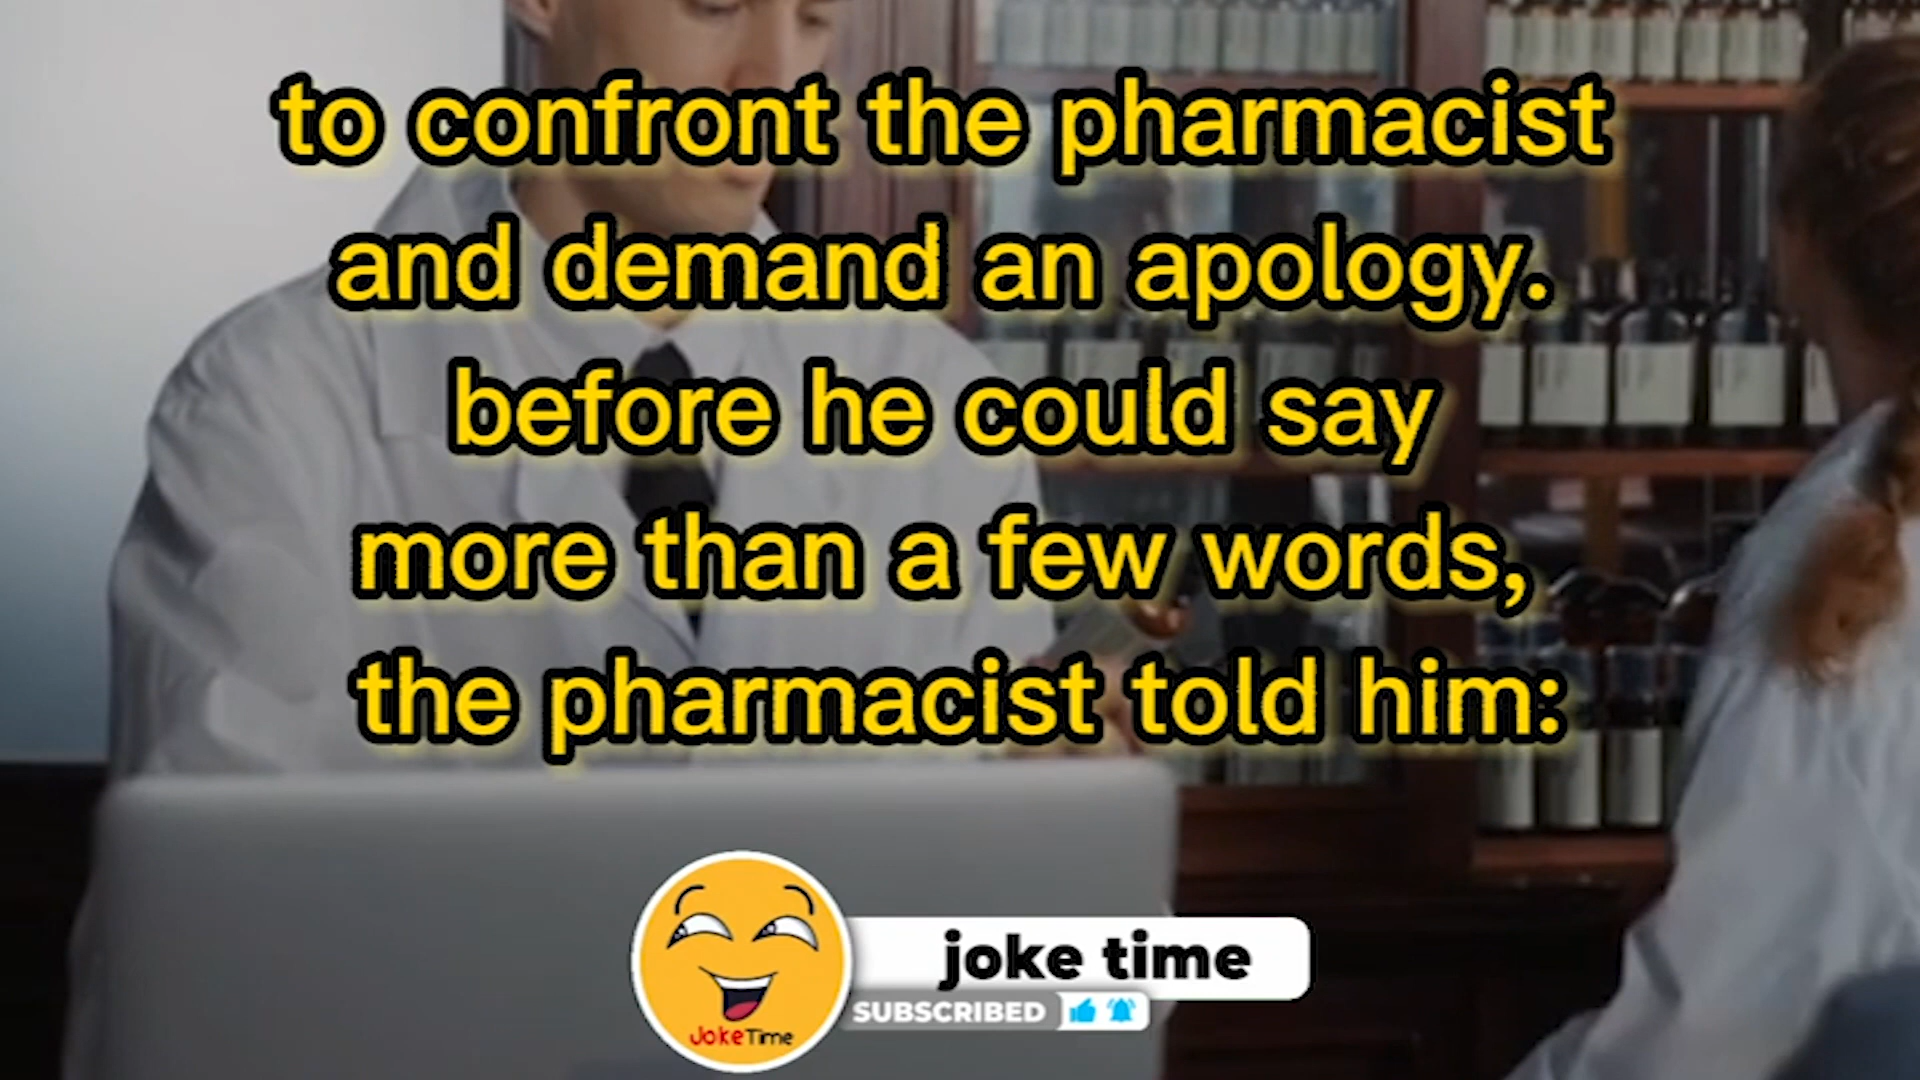 to confront the pharmacist
and demand an apology.
before he could say
more than a few words,
the pharmacist told him:
joke time
SUBSCRIBED
JokeTime